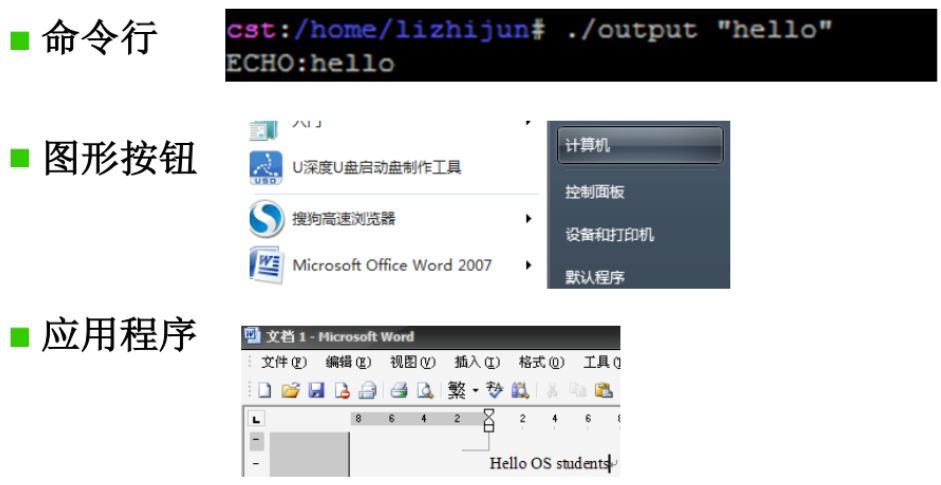 命令行
cst:/home/lizhijun# ./output "hello"
ECHO:hello
图形按钮
计算机
U深度U盘启动盘制作工具
USD
控制面板
搜狗高速浏览器
设备和打印机
Microsoft Office Word 2007
默认程序
应用程序
文档 1 - Microsoft Word
文件(F) 编辑(E) 视图(V) 插入(I) 格式(O) 工具(
繁
8 6 4 2 2 4 6
Hello OS students